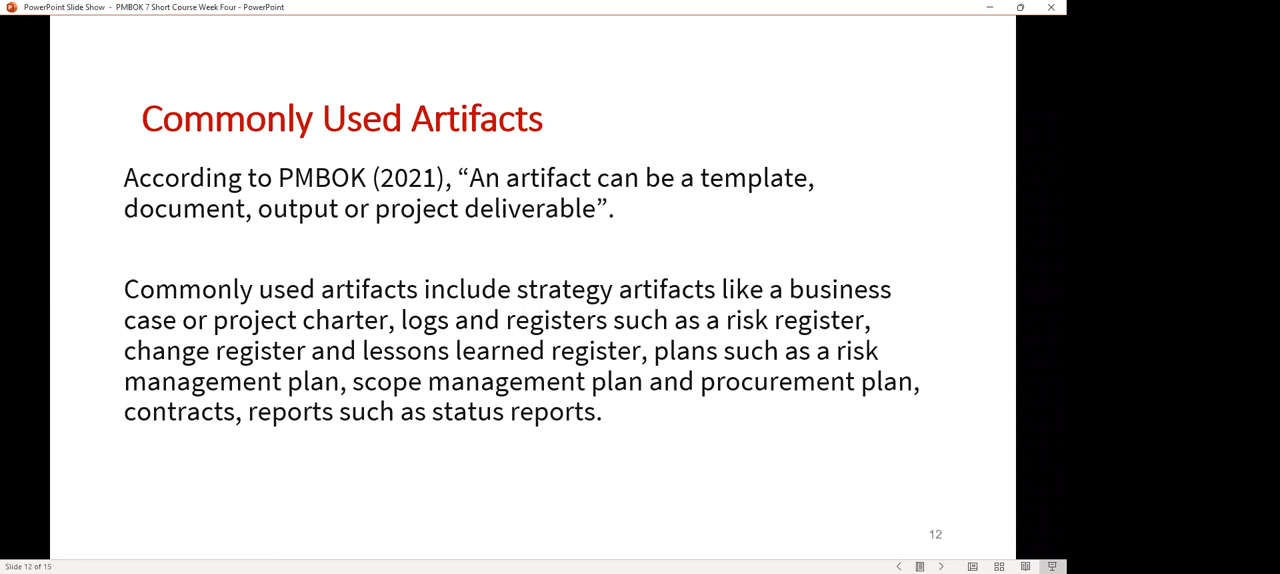 PowerPoint Slide Show - PMBOK 7 Short Course Week Four - PowerPoint
Commonly Used Artifacts
According to PMBOK (2021), “An artifact can be a template,
document, output or project deliverable”.
Commonly used artifacts include strategy artifacts like a business
case or project charter, logs and registers such as a risk register,
change register and lessons learned register, plans such as a risk
management plan, scope management plan and procurement plan,
contracts, reports such as status reports.
12
Slide 12 of 15